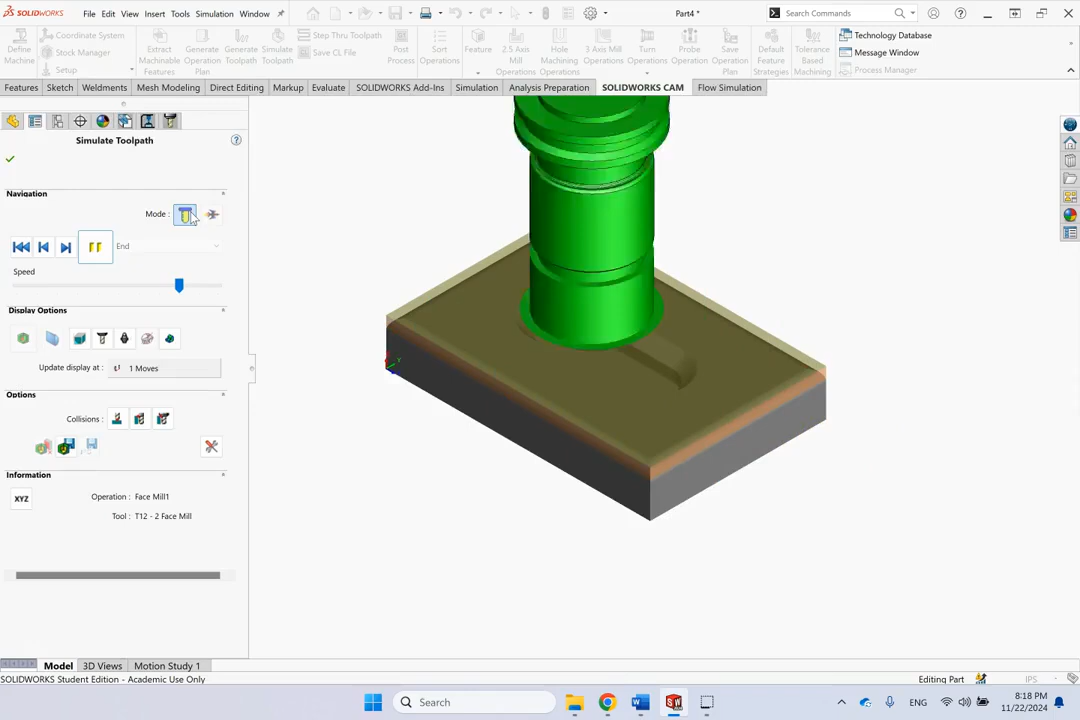 SOLIDWORKS File Edit View Insert Tools Simulation Window Part4 * Search Commands
Define Machine
Coordinate System
Stock Manager
Setup
Extract Machinable Features
Generate Operation Plan
Generate Toolpath
Simulate Toolpath
Step Thru Toolpath
Save CL File
Post Process
Sort Operations
Feature
2.5 Axis Mill Operations
Hole Machining Operations
3 Axis Mill Operations
Turn Operations
Probe Operations
Save Operation Plan
Default Feature Strategies
Tolerance Based Machining
Technology Database
Message Window
Process Manager
Features Sketch Weldments Mesh Modeling Direct Editing Markup Evaluate SOLIDWORKS Add-Ins Simulation Analysis Preparation SOLIDWORKS CAM Flow Simulation
Simulate Toolpath
Navigation
Mode :
End
Speed
Display Options
Update display at : 1 Moves
Options
Collisions :
Information
XYZ
Operation : Face Mill1
Tool : T12 - 2 Face Mill
Y
Model 3D Views Motion Study 1
SOLIDWORKS Student Edition - Academic Use Only Editing Part IPS
Search ENG 8:18 PM
11/22/2024